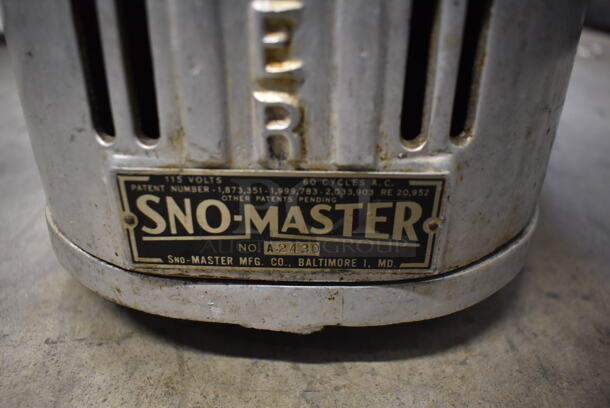 E
R
115 VOLTS 60 CYCLES A.C.
PATENT NUMBER - 1,873,351 - 1,999,783 - 2,033,903 RE 20,952
OTHER PATENTS PENDING
SNO-MASTER
NO. A-2430
SNO-MASTER MFG. CO., BALTIMORE 1, MD.